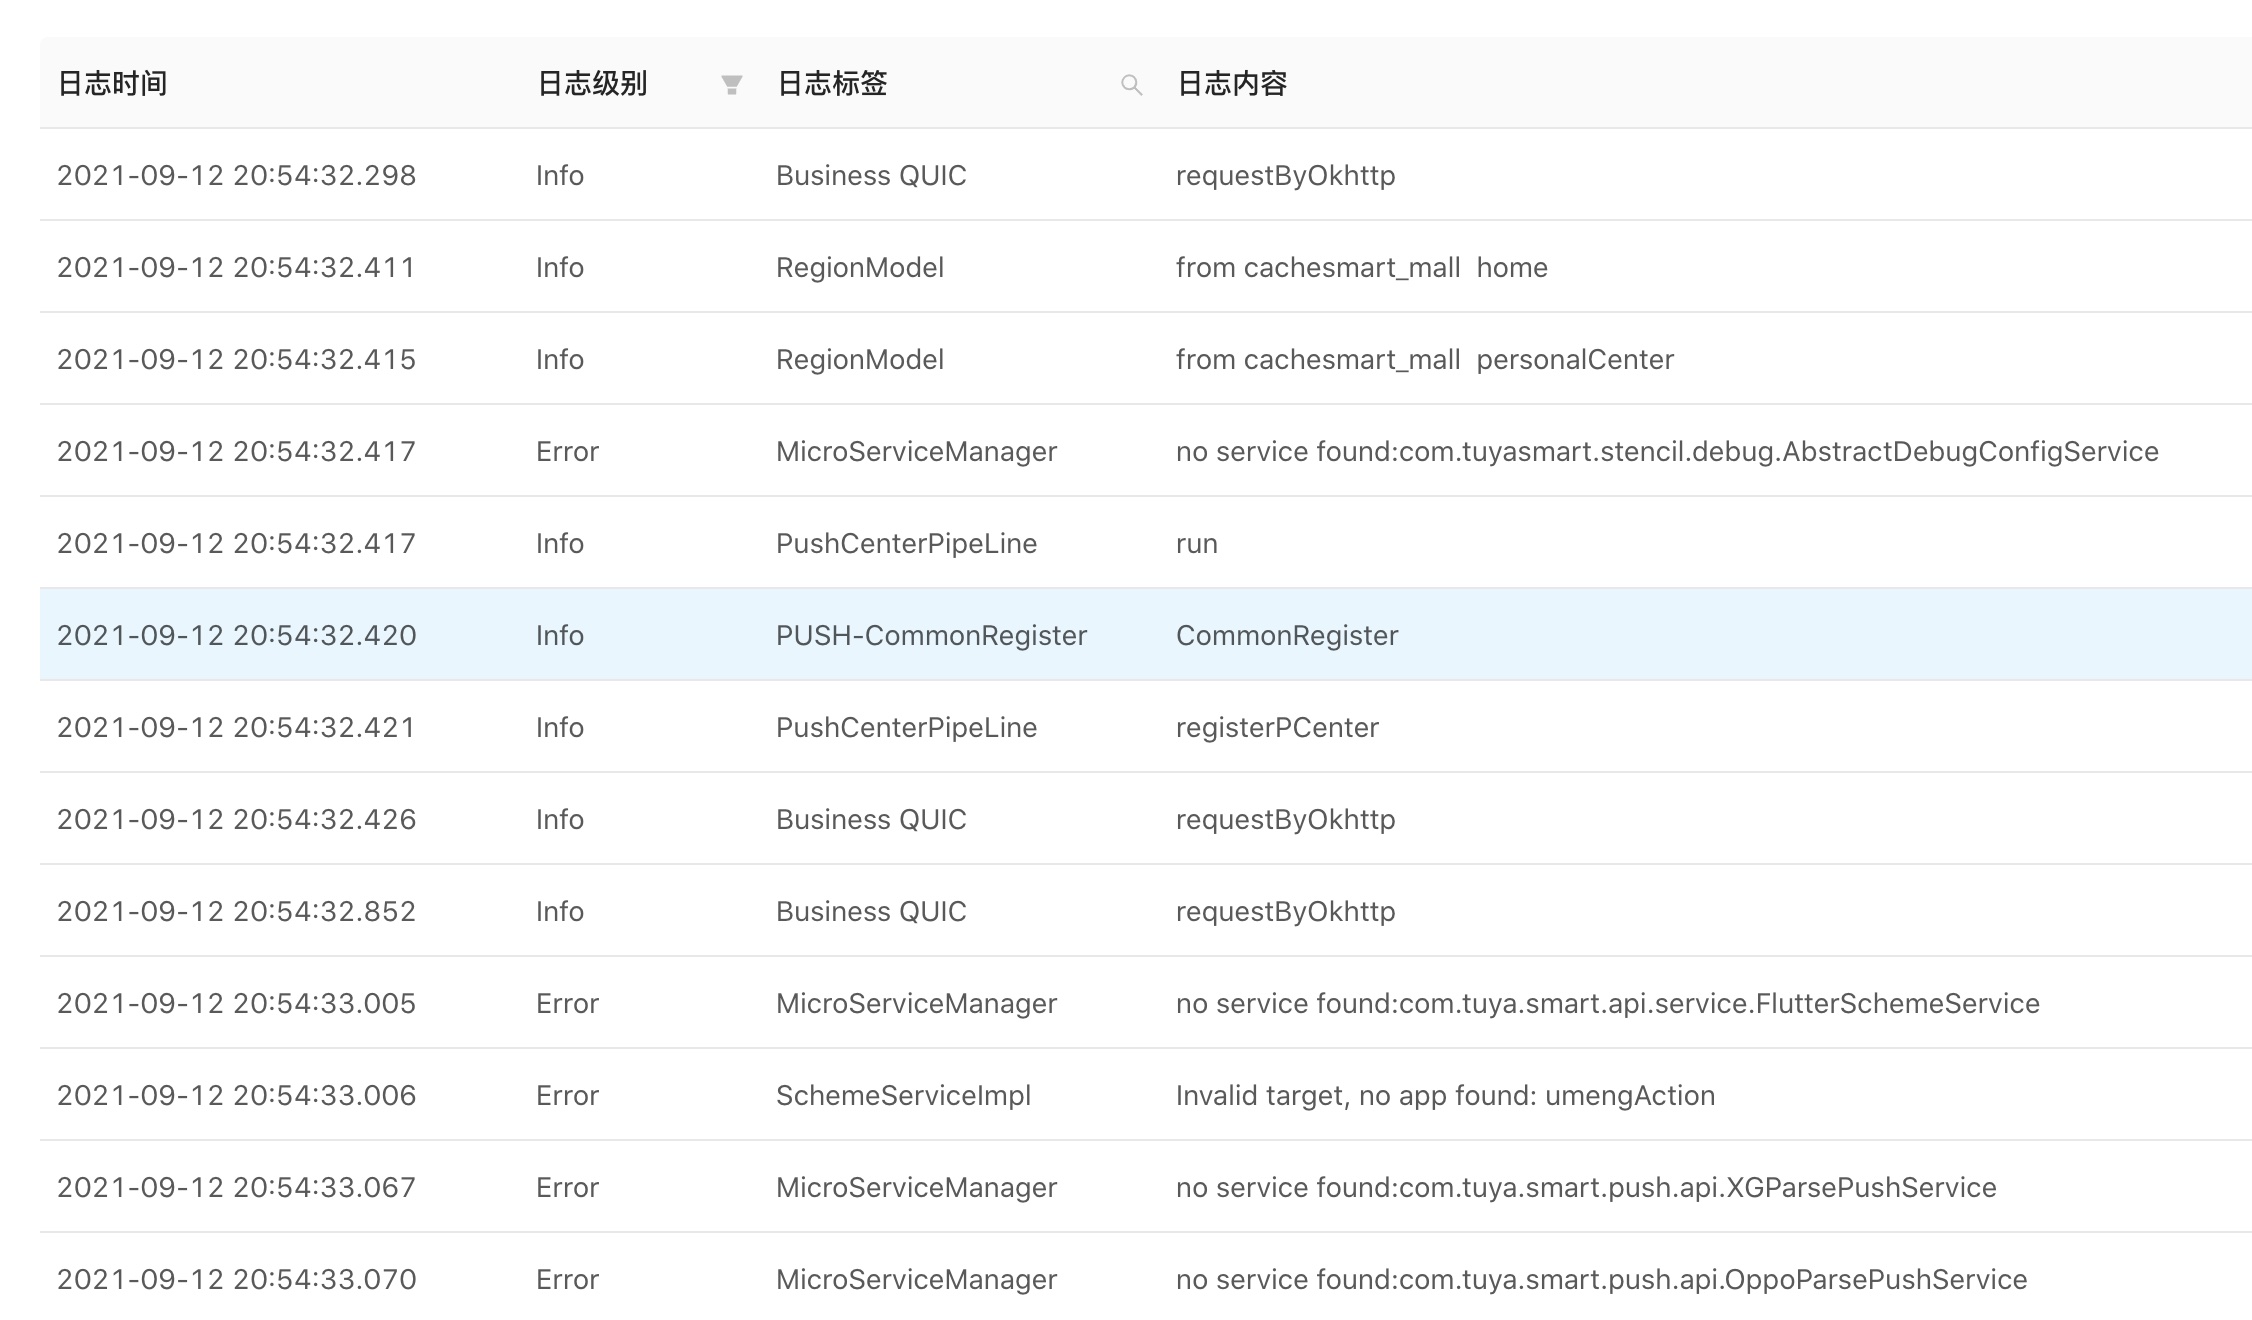 日志时间 日志级别 日志标签 日志内容
2021-09-12 20:54:32.298 Info Business QUIC requestByOkhttp
2021-09-12 20:54:32.411 Info RegionModel from cachesmart_mall  home
2021-09-12 20:54:32.415 Info RegionModel from cachesmart_mall  personalCenter
2021-09-12 20:54:32.417 Error MicroServiceManager no service found:com.tuyasmart.stencil.debug.AbstractDebugConfigService
2021-09-12 20:54:32.417 Info PushCenterPipeLine run
2021-09-12 20:54:32.420 Info PUSH-CommonRegister CommonRegister
2021-09-12 20:54:32.421 Info PushCenterPipeLine registerPCenter
2021-09-12 20:54:32.426 Info Business QUIC requestByOkhttp
2021-09-12 20:54:32.852 Info Business QUIC requestByOkhttp
2021-09-12 20:54:33.005 Error MicroServiceManager no service found:com.tuya.smart.api.service.FlutterSchemeService
2021-09-12 20:54:33.006 Error SchemeServiceImpl Invalid target, no app found: umengAction
2021-09-12 20:54:33.067 Error MicroServiceManager no service found:com.tuya.smart.push.api.XGParsePushService
2021-09-12 20:54:33.070 Error MicroServiceManager no service found:com.tuya.smart.push.api.OppoParsePushService